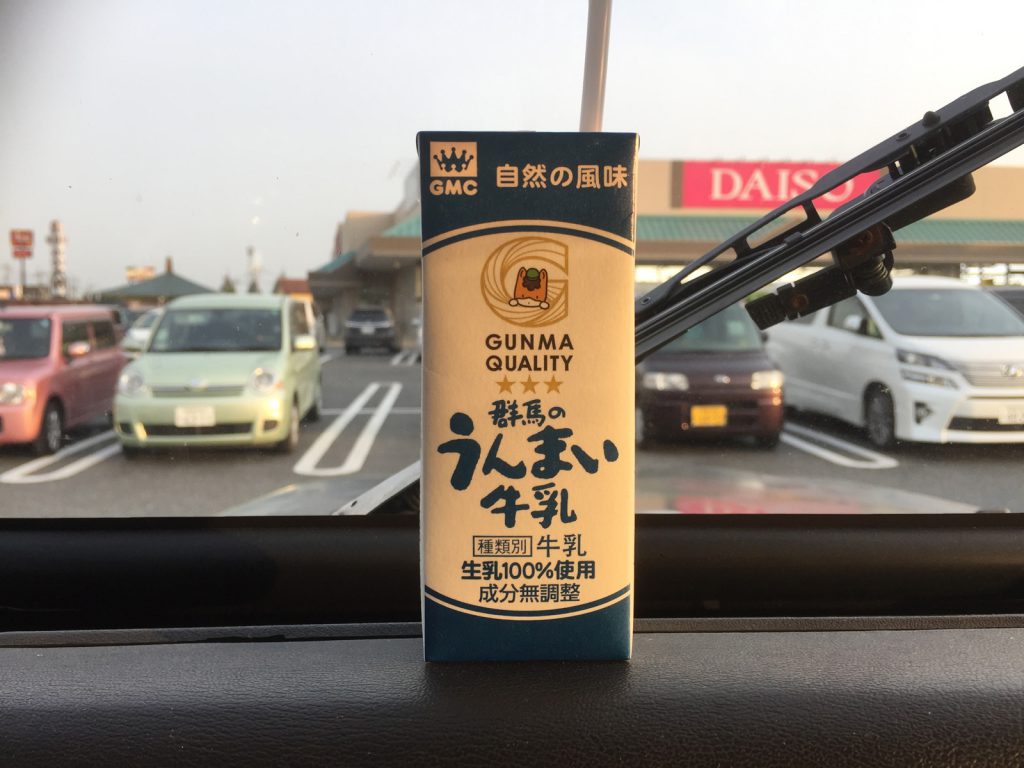 GMC
自然の風味
GUNMA
QUALITY
群馬の
うんまい
牛乳
種類別 牛乳
生乳100%使用
成分無調整
DAISO